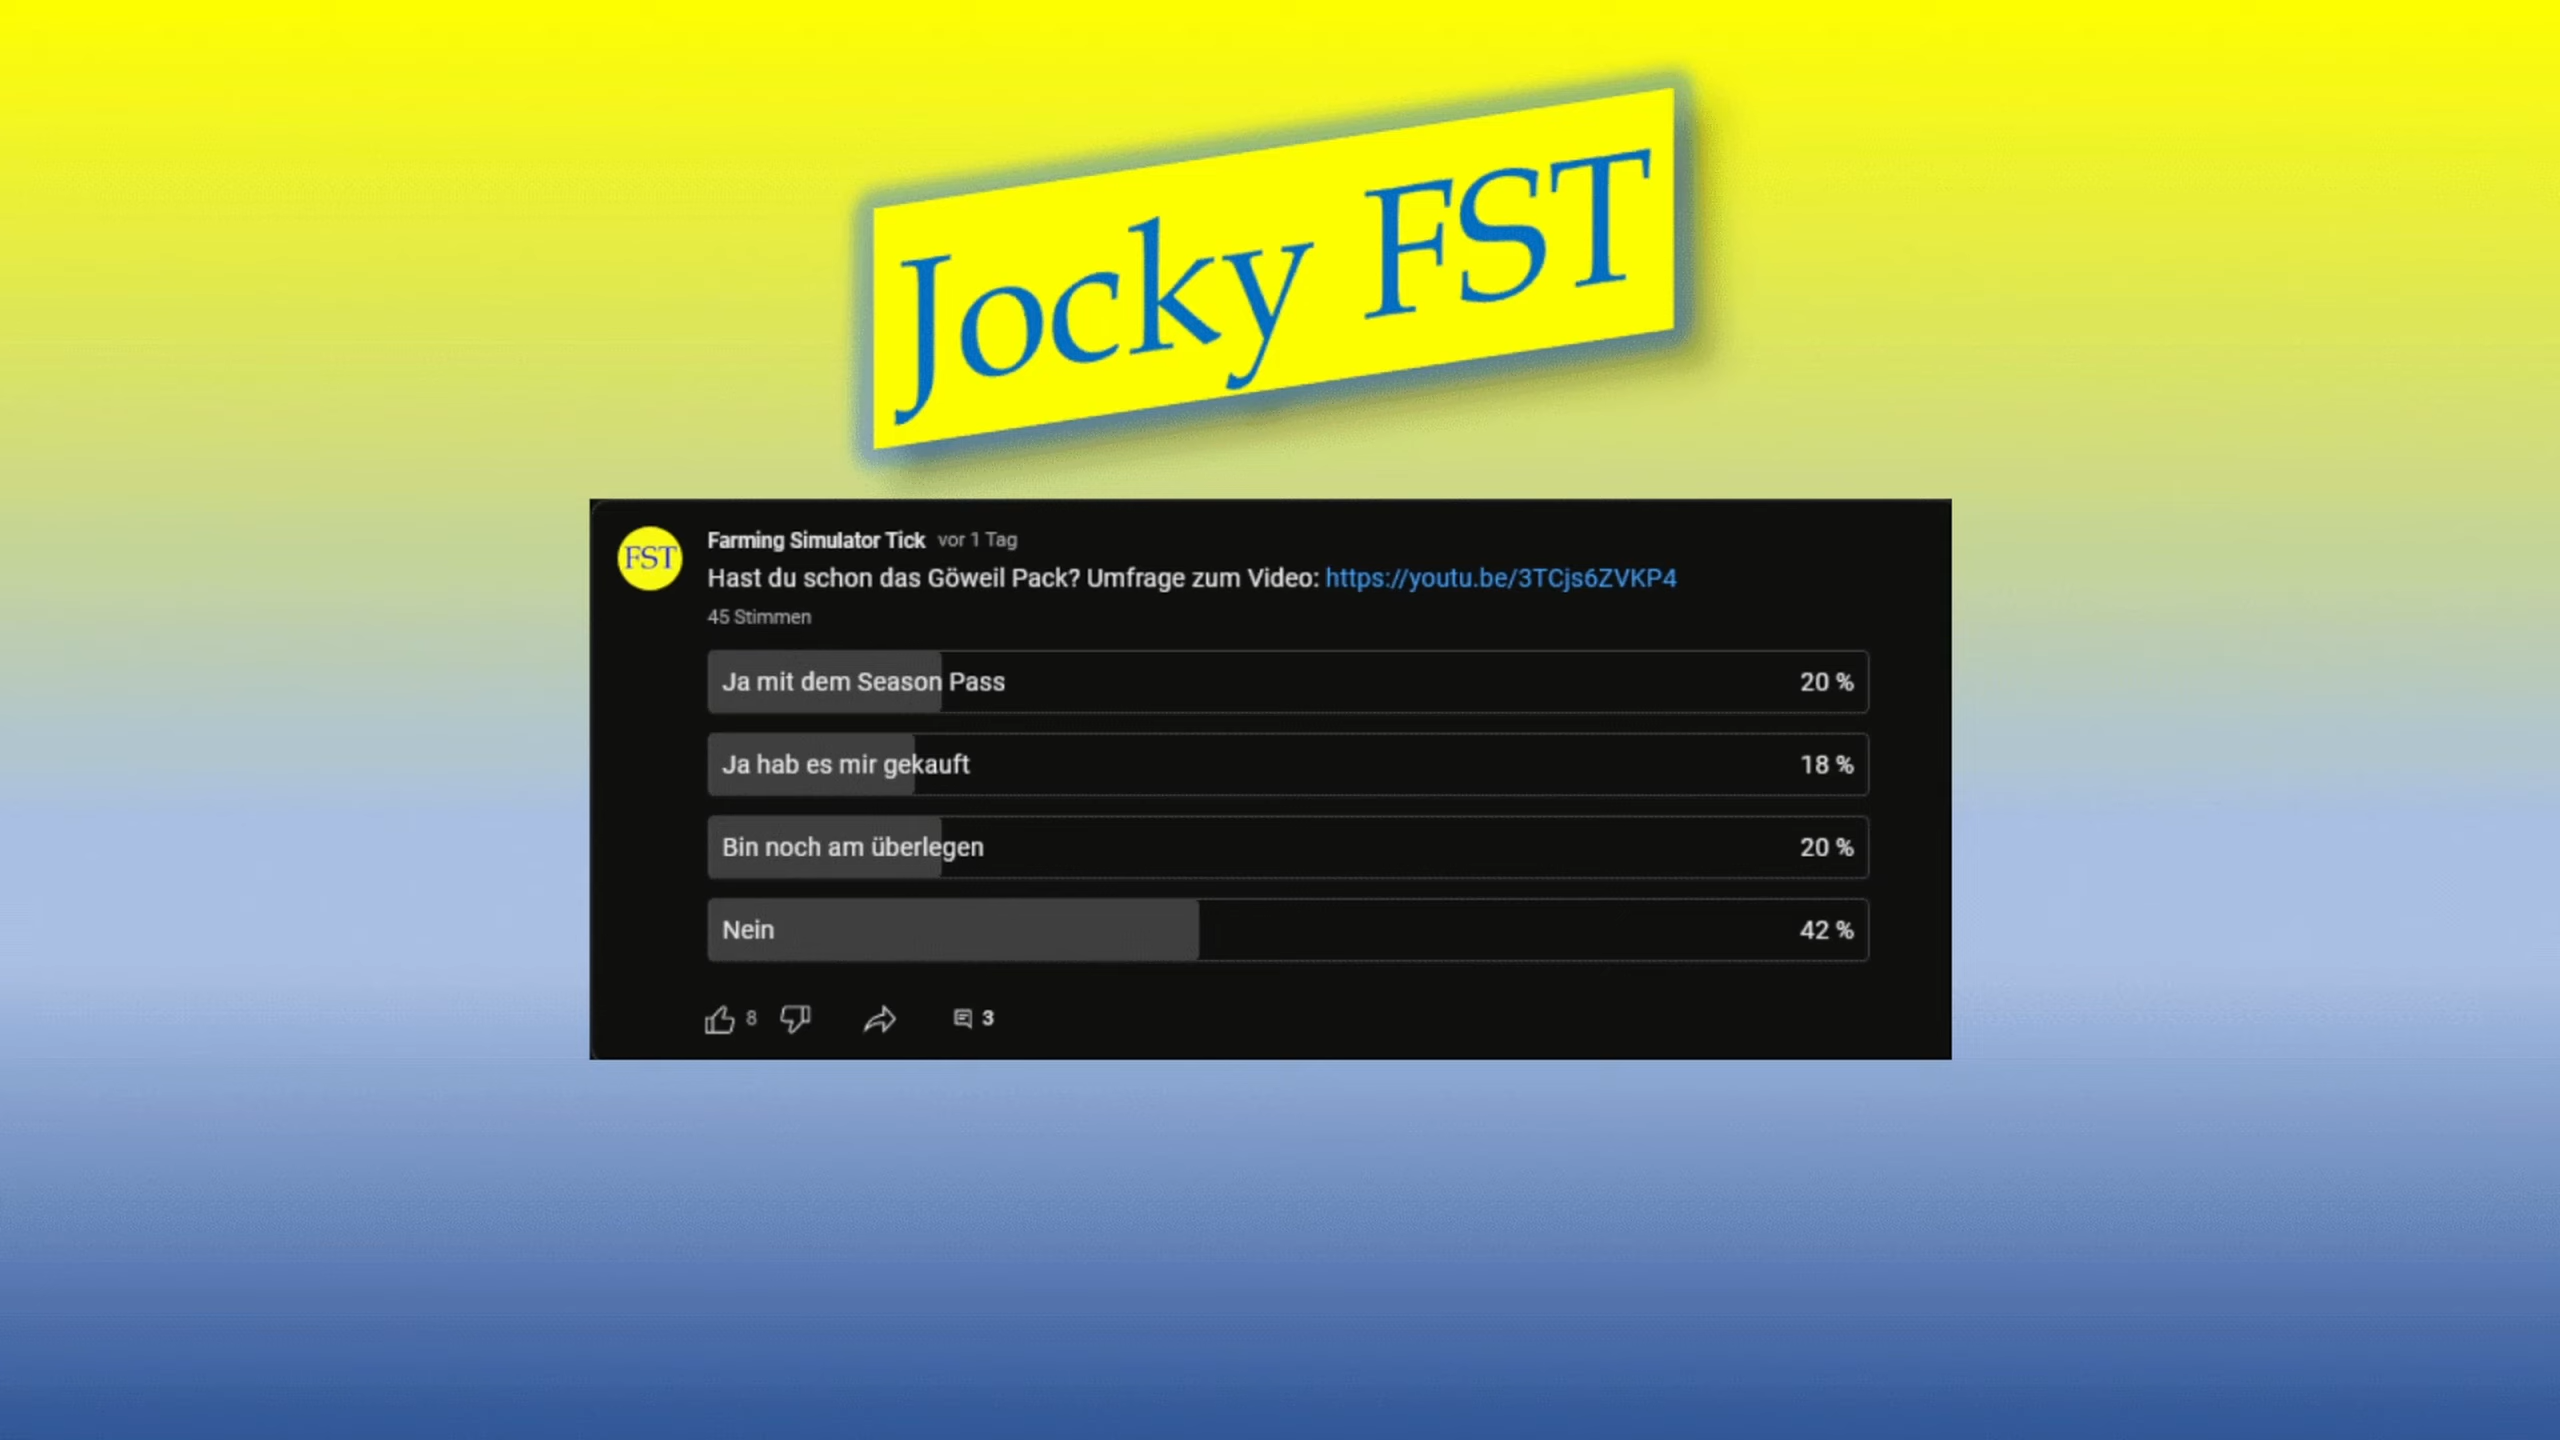 Jocky FST
FST
Farming Simulator Tick vor 1 Tag
Hast du schon das Göweil Pack? Umfrage zum Video: https://youtu.be/3TCjs6ZVKP4
45 Stimmen
Ja mit dem Season Pass 20 %
Ja hab es mir gekauft 18 %
Bin noch am überlegen 20 %
Nein 42 %
8 3